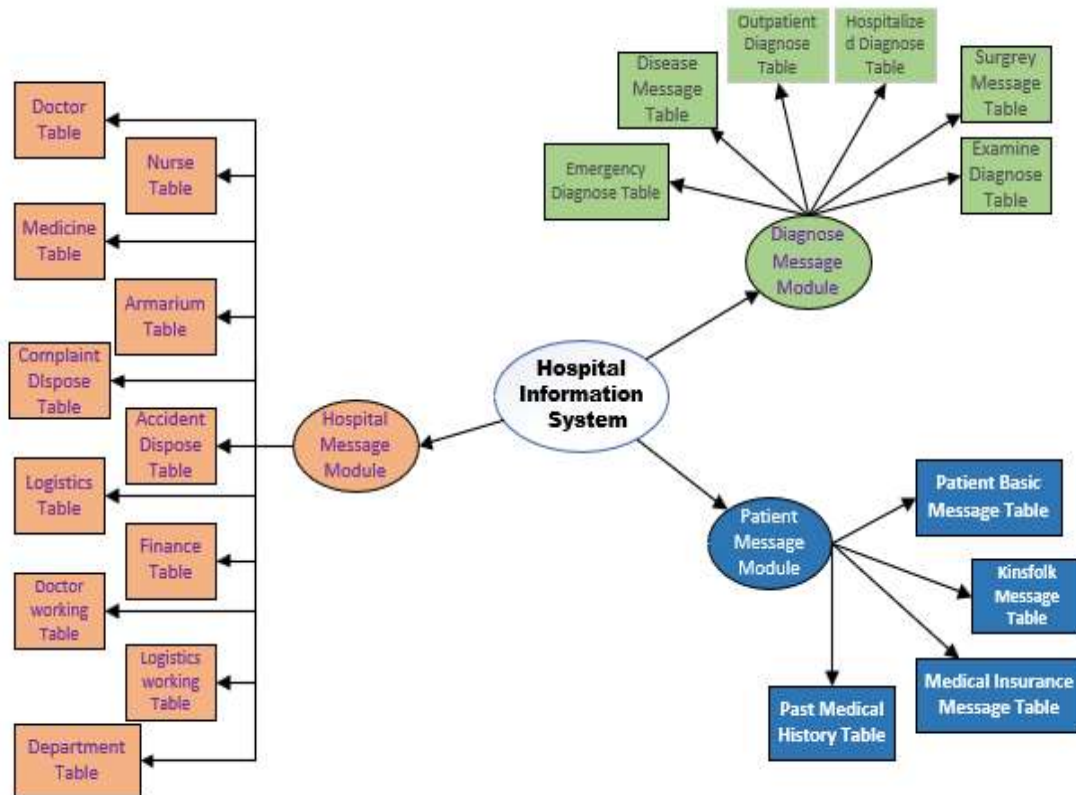 Doctor
Table
Nurse
Table
Medicine
Table
Armarium
Table
Complaint
DIspose
Table
Accident
Dispose
Table
Logistics
Table
Finance
Table
Doctor
working
Table
Logistics
working
Table
Department
Table
Hospital
Message
Module
Hospital
Information
System
Emergency
Diagnose Table
Disease
Message
Table
Outpatient
Diagnose
Table
Hospitalize
d Diagnose
Table
Surgrey
Message
Table
Examine
Diagnose
Table
Diagnose
Message
Module
Patient
Message
Module
Patient Basic
Message Table
Kinsfolk
Message
Table
Medical Insurance
Message Table
Past Medical
History Table